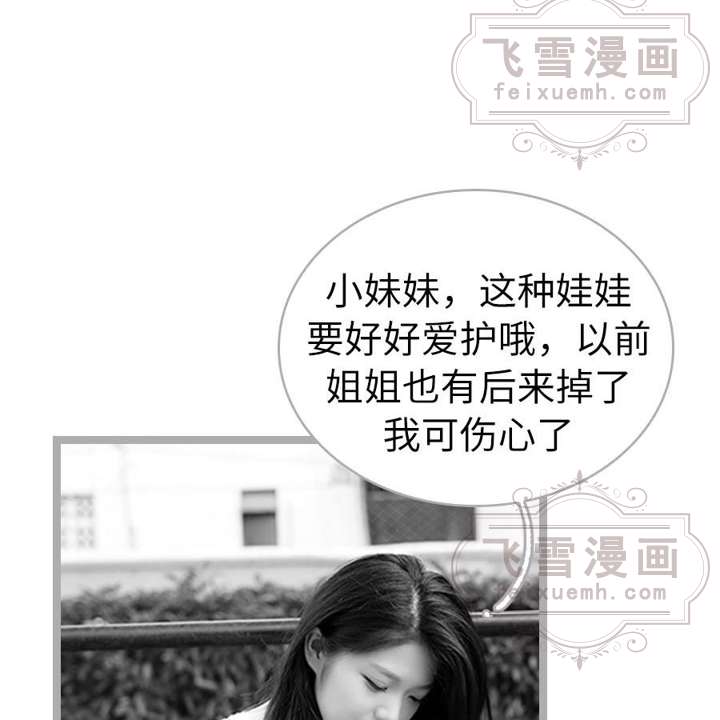 飞雪漫画
feixuemh.com
小妹妹，这种娃娃
要好好爱护哦，以前
姐姐也有后来掉了
我可伤心了
飞雪漫画
feixuemh.com